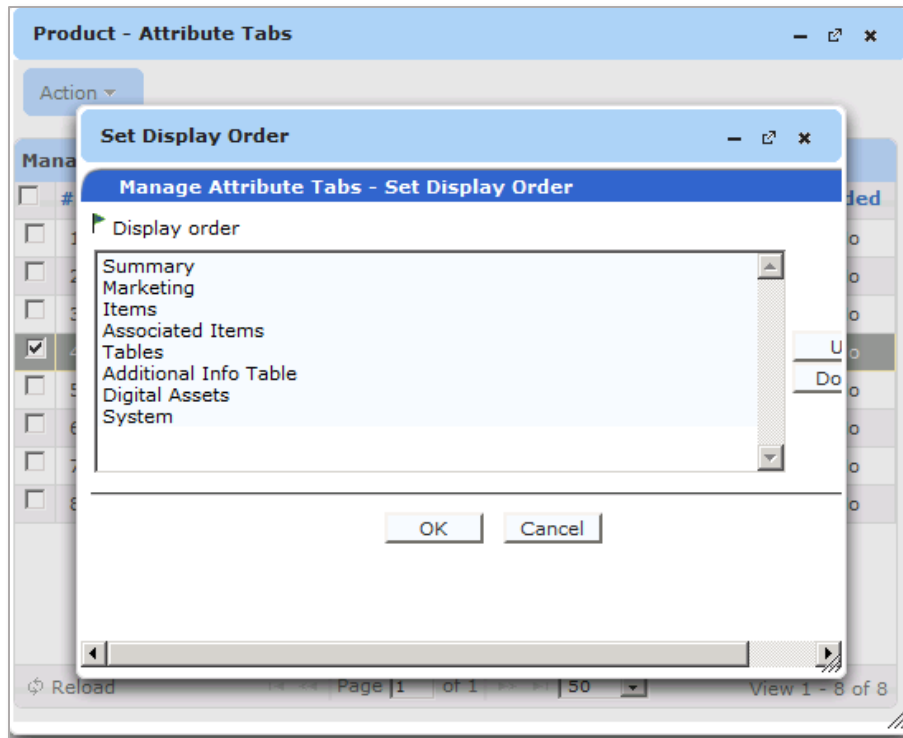 Product - Attribute Tabs
Action
Set Display Order
Mana
Manage Attribute Tabs - Set Display Order
#
ded
Display order
Summary
Marketing
Items
Associated Items
Tables
Additional Info Table
Digital Assets
System
U
Do
o
o
o
o
o
o
o
o
OK
Cancel
Reload
Page 1 of 1
50
View 1 - 8 of 8